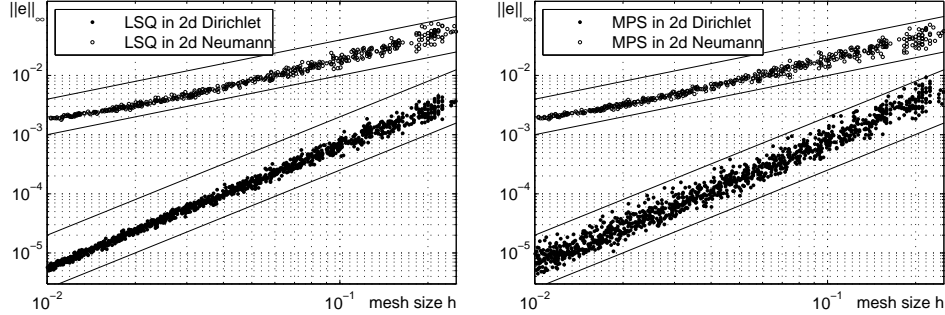 ||e||∞
LSQ in 2d Dirichlet
LSQ in 2d Neumann
10⁻²
10⁻³
10⁻⁴
10⁻⁵
10⁻²
10⁻¹
mesh size h
||e||∞
MPS in 2d Dirichlet
MPS in 2d Neumann
10⁻²
10⁻³
10⁻⁴
10⁻⁵
10⁻²
10⁻¹
mesh size h